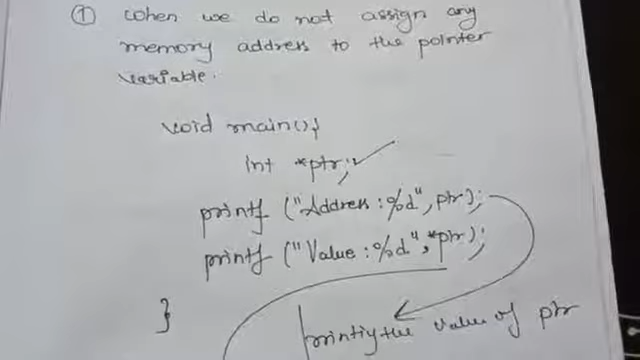 ① When we do not assign any
memory address to the pointer
variable.
void main(){
int *ptr;
printf ("Address:%d", ptr);
printf ("Value:%d", *ptr);
}
printing the value of ptr